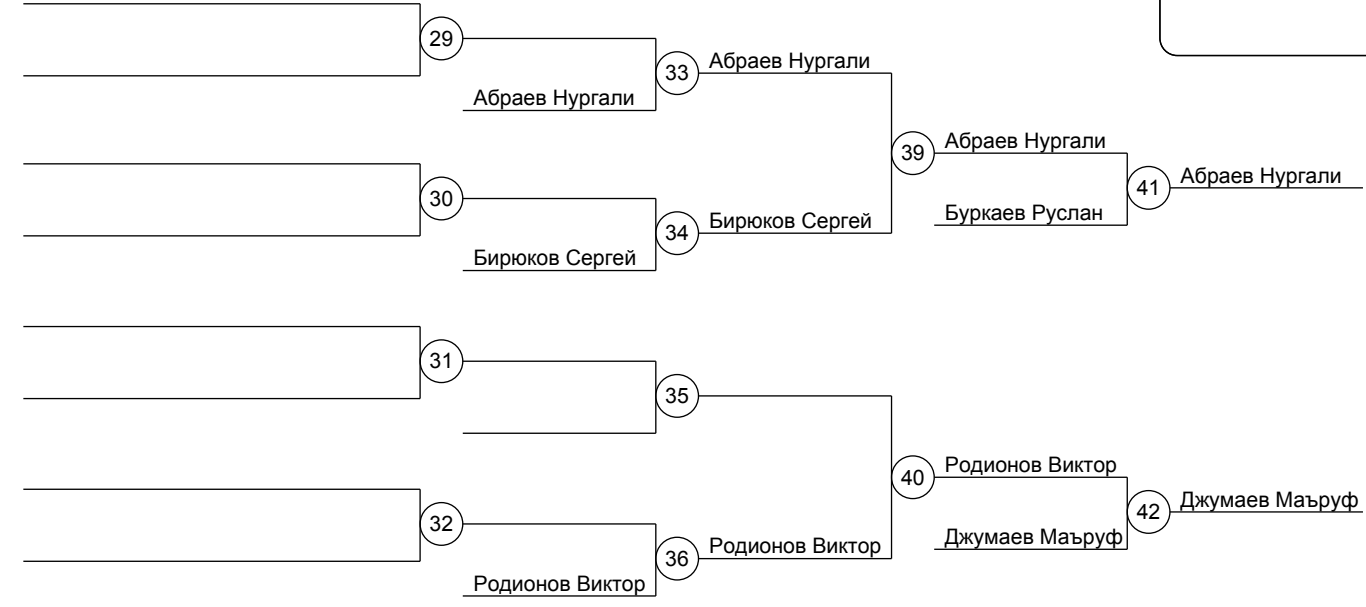 29
33
Абраев Нургали
Абраев Нургали
39
Абраев Нургали
41
Абраев Нургали
30
34
Бирюков Сергей
Буркаев Руслан
Бирюков Сергей
31
35
40
Родионов Виктор
42
Джумаев Маъруф
32
36
Родионов Виктор
Джумаев Маъруф
Родионов Виктор